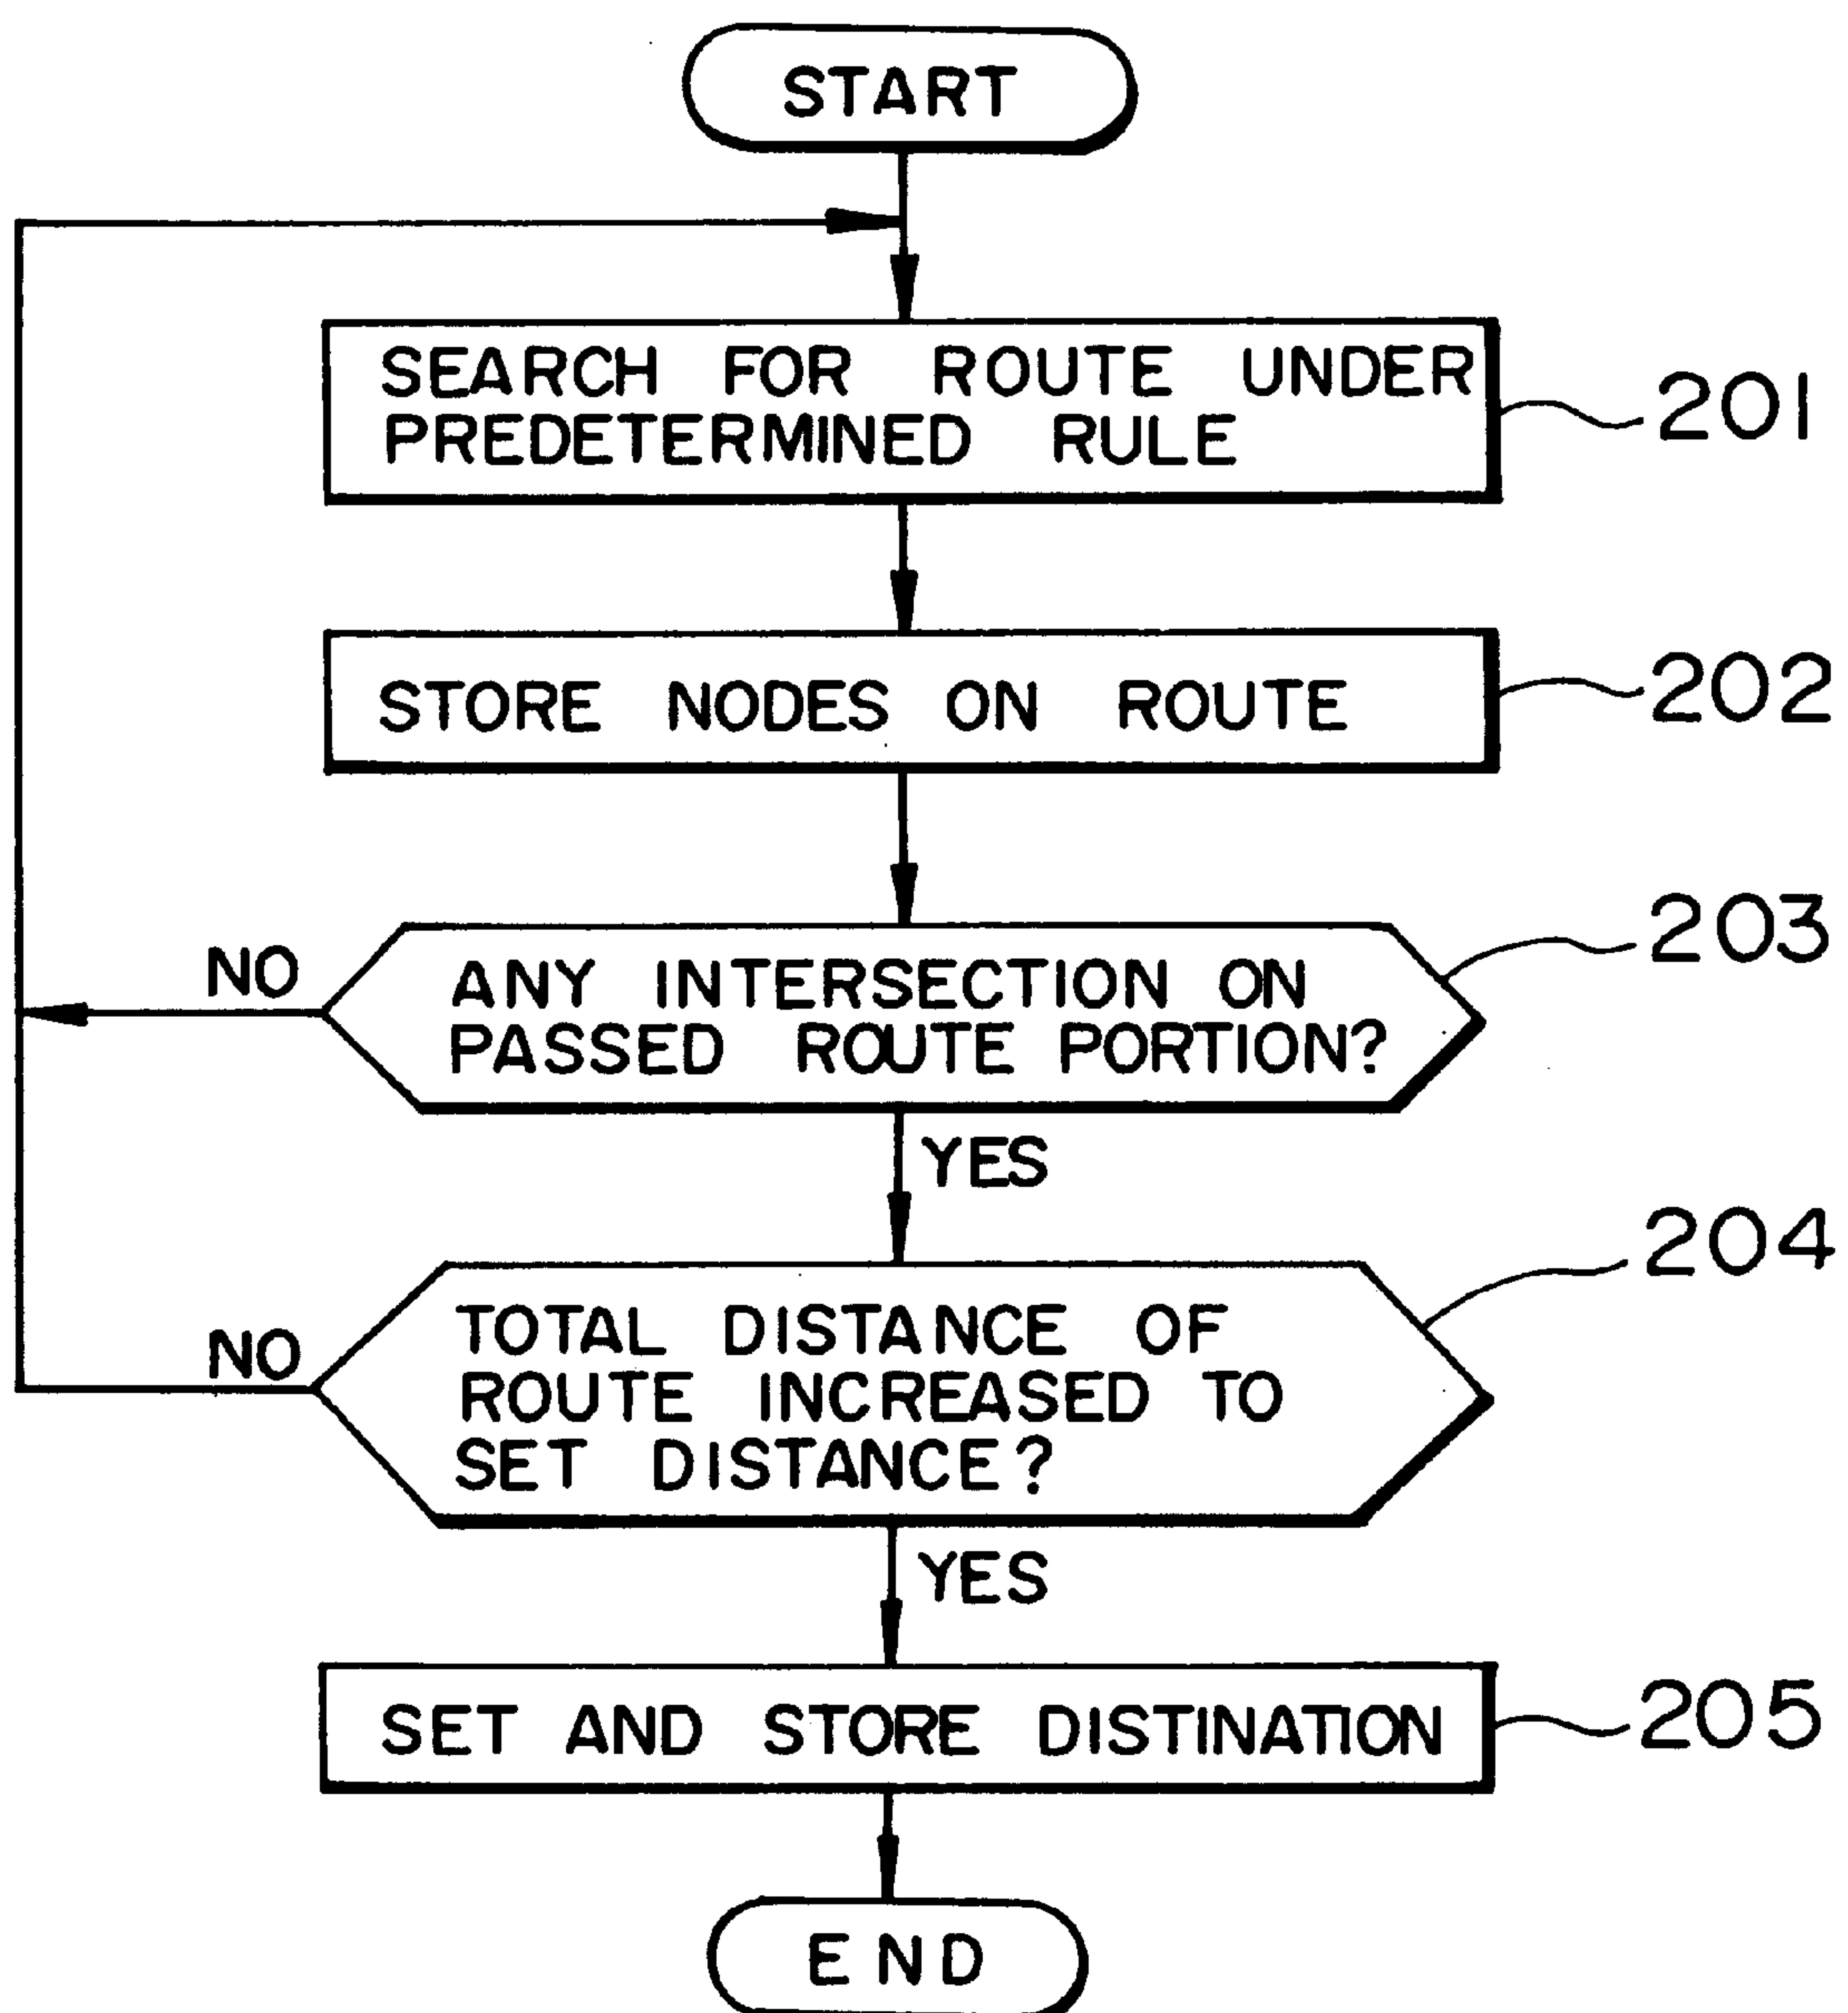 START
SEARCH FOR ROUTE UNDER
PREDETERMINED RULE
201
STORE NODES ON ROUTE
202
203
NO
ANY INTERSECTION ON
PASSED ROUTE PORTION?
YES
204
NO
TOTAL DISTANCE OF
ROUTE INCREASED TO
SET DISTANCE?
YES
SET AND STORE DISTINATION
205
END